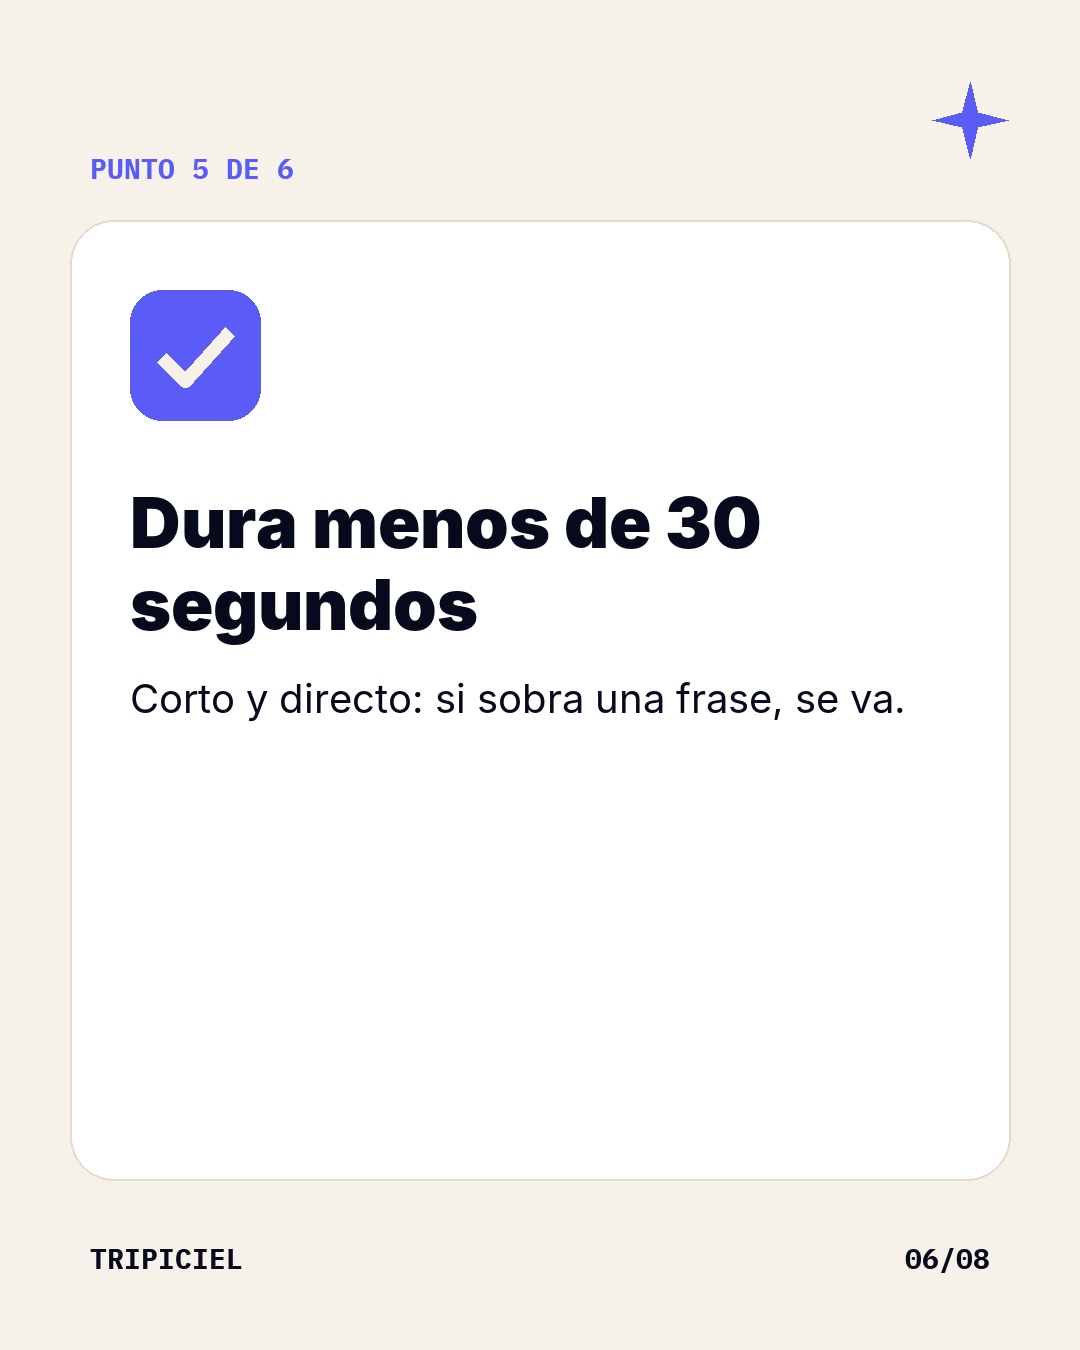 PUNTO 5 DE 6
Dura menos de 30
segundos
Corto y directo: si sobra una frase, se va.
TRIPICIEL
06/08